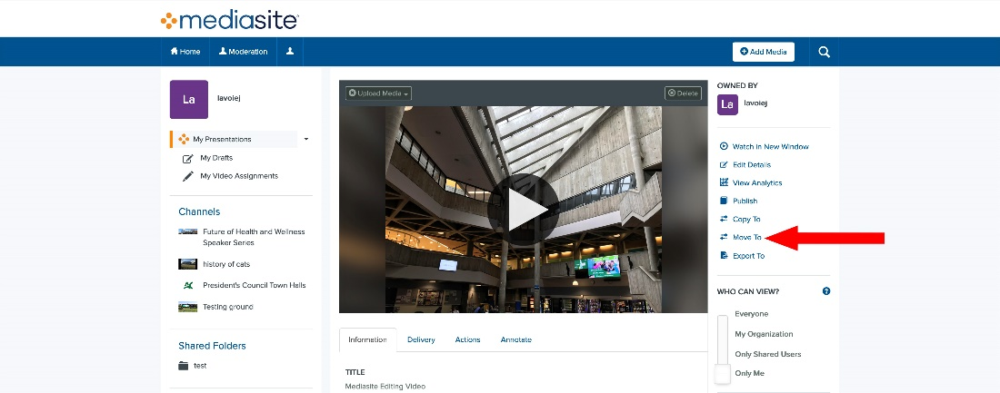 mediasite
Home
Moderation
Add Media
La
lavoiej
My Presentations
My Drafts
My Video Assignments
Channels
Future of Health and Wellness
Speaker Series
history of cats
President's Council Town Halls
Testing ground
Shared Folders
test
Upload Media
Delete
Information
Delivery
Actions
Annotate
TITLE
Mediasite Editing Video
OWNED BY
La
lavoiej
Watch in New Window
Edit Details
View Analytics
Publish
Copy To
Move To
Export To
WHO CAN VIEW?
Everyone
My Organization
Only Shared Users
Only Me